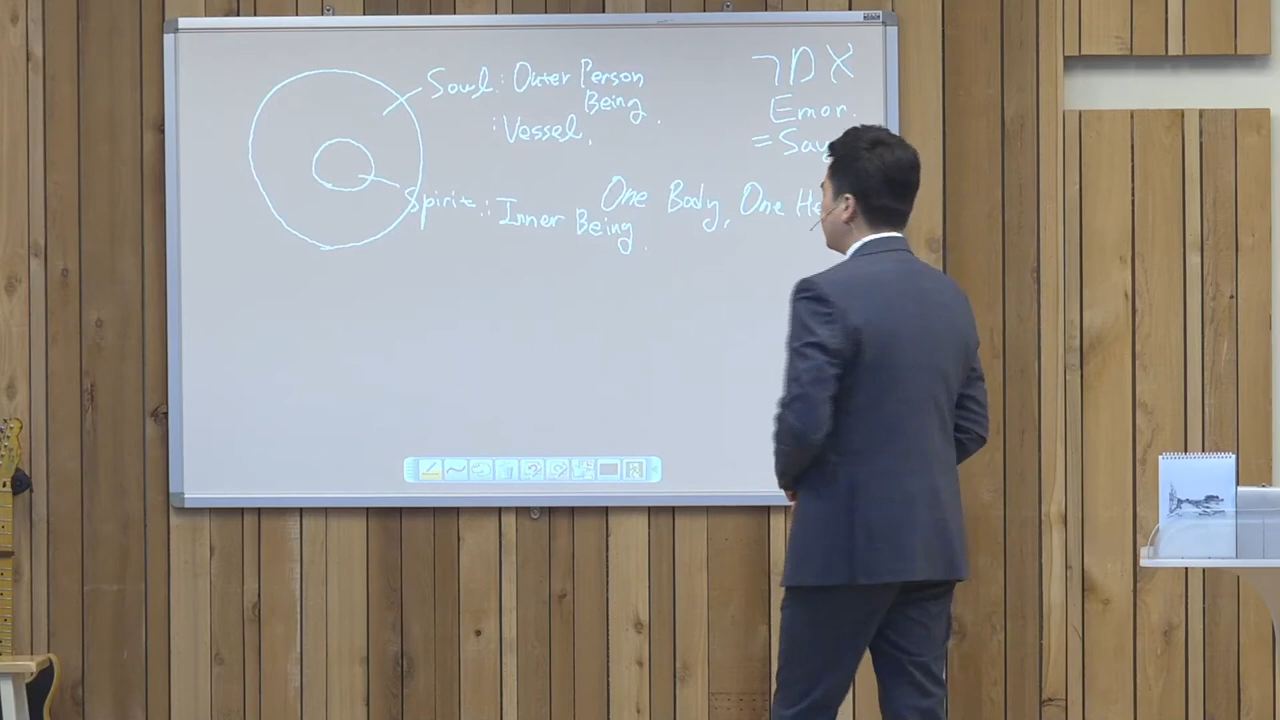 Soul : Outer Person
Being.
: Vessel.
Spirit : Inner Being.
אמר
Emor.
= Say
One Body, One